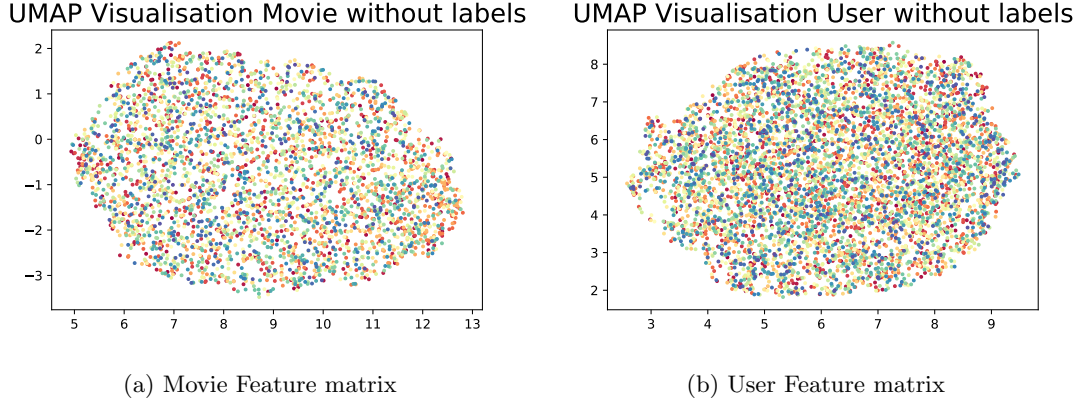 UMAP Visualisation Movie without labels
2
1
0
−1
−2
−3
5 6 7 8 9 10 11 12 13
(a) Movie Feature matrix
UMAP Visualisation User without labels
8
7
6
5
4
3
2
3 4 5 6 7 8 9
(b) User Feature matrix